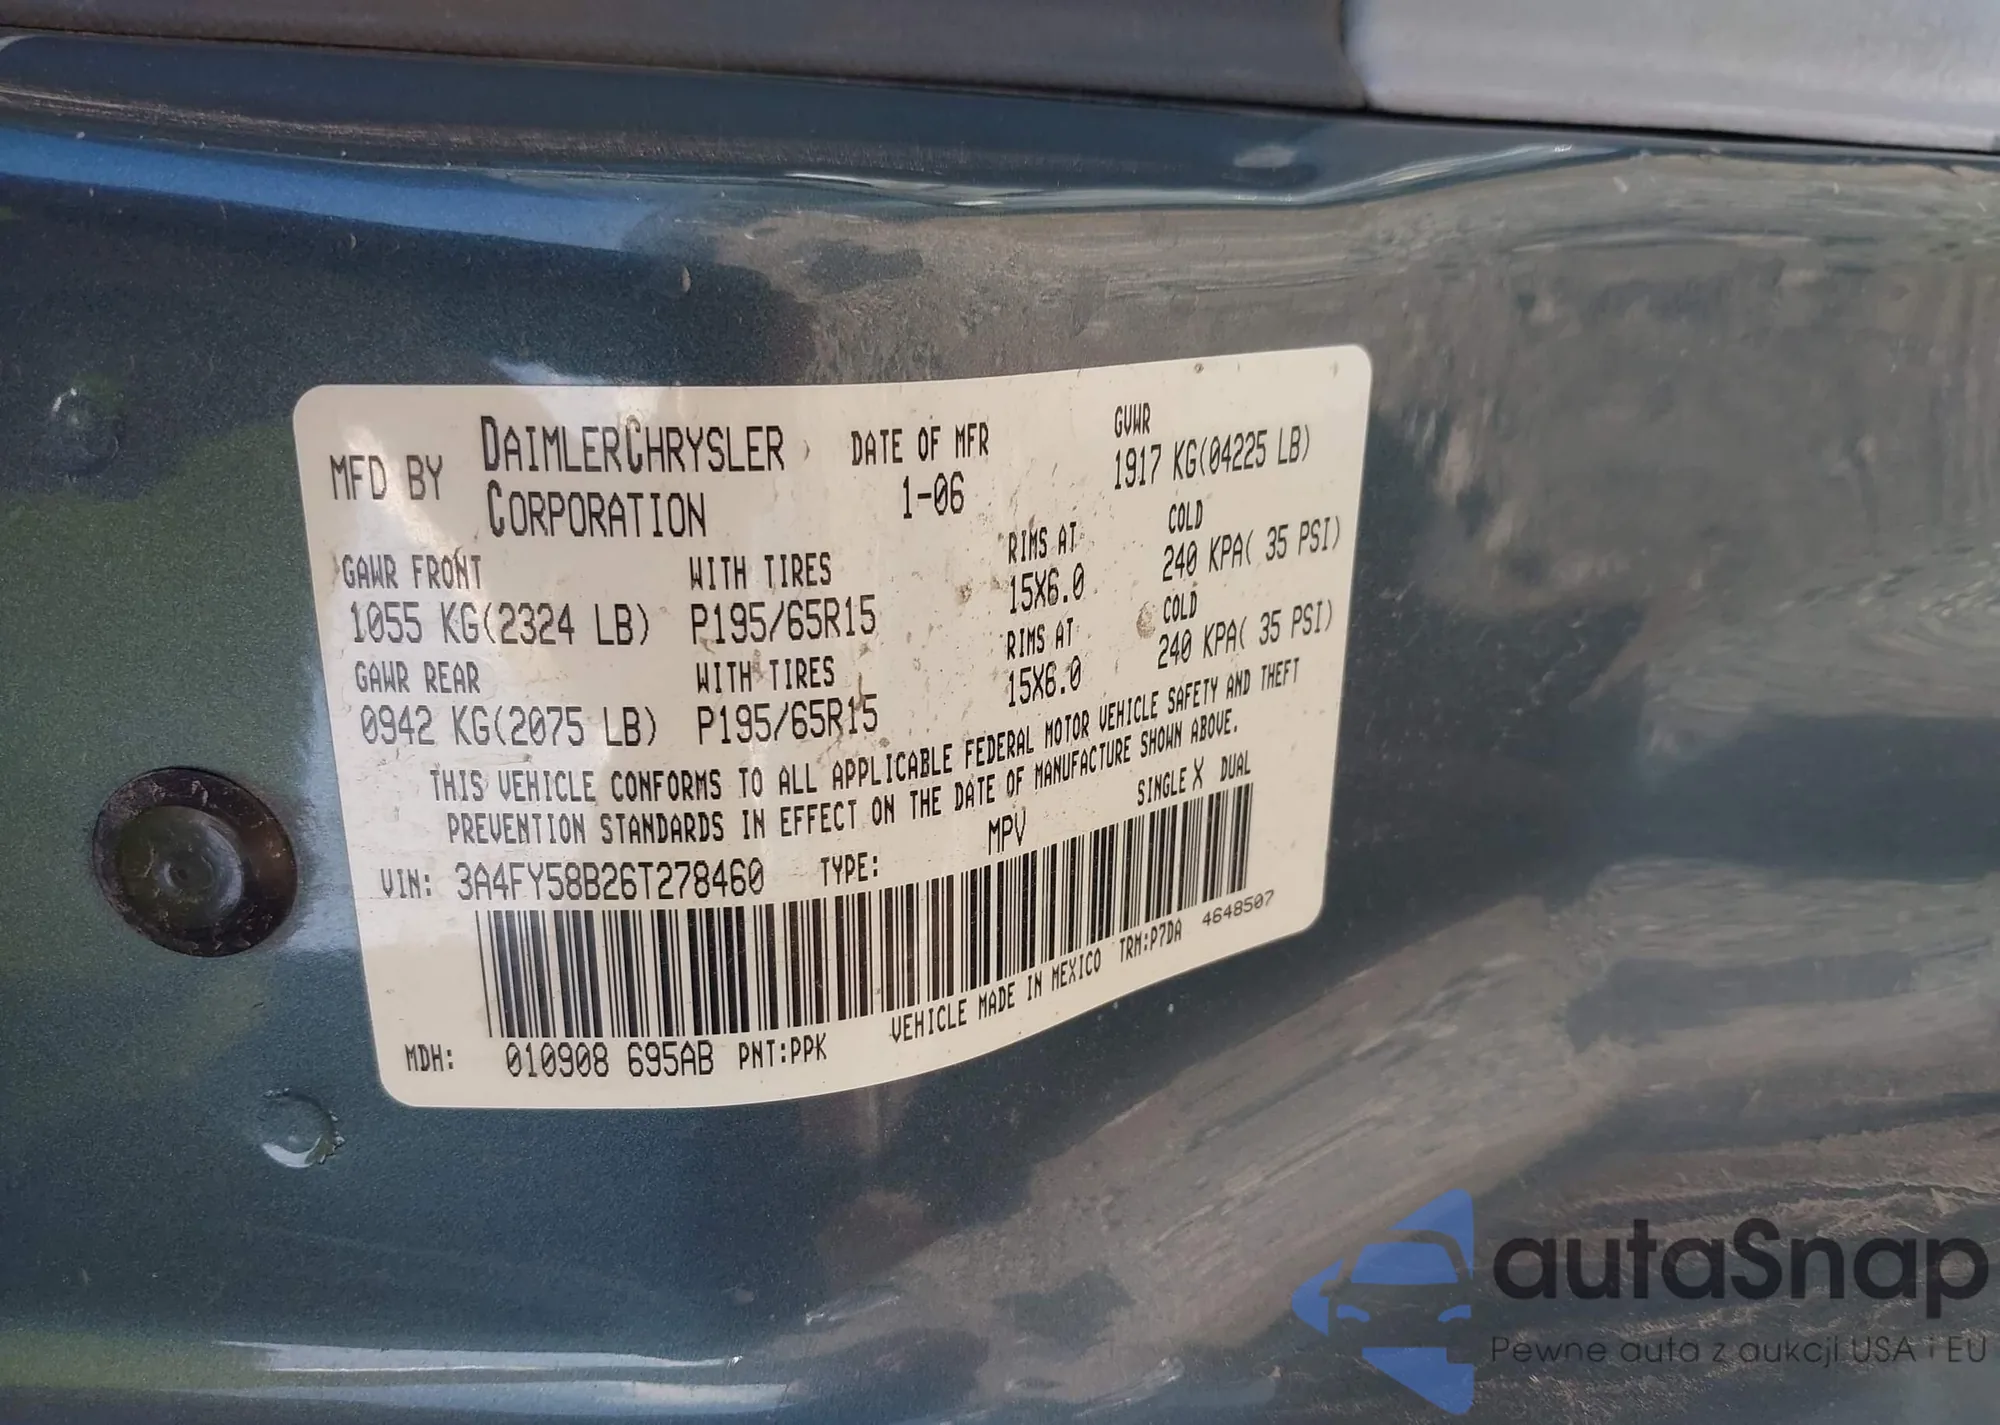 MFD BY DAIMLERCHRYSLER CORPORATION
DATE OF MFR 1-06
GVWR 1917 KG(04225 LB)
GAWR FRONT WITH TIRES RIMS AT COLD
1055 KG(2324 LB) P195/65R15 15X6.0 240 KPA( 35 PSI)
GAWR REAR WITH TIRES RIMS AT COLD
0942 KG(2075 LB) P195/65R15 15X6.0 240 KPA( 35 PSI)
THIS VEHICLE CONFORMS TO ALL APPLICABLE FEDERAL MOTOR VEHICLE SAFETY AND THEFT
PREVENTION STANDARDS IN EFFECT ON THE DATE OF MANUFACTURE SHOWN ABOVE.
VIN: 3A4FY58B26T278460 TYPE: MPV SINGLE X DUAL
MDH: 010908 695AB PNT:PPK VEHICLE MADE IN MEXICO TRM:P7DA 4648507
autaSnap
Pewne auta z aukcji USA i EU